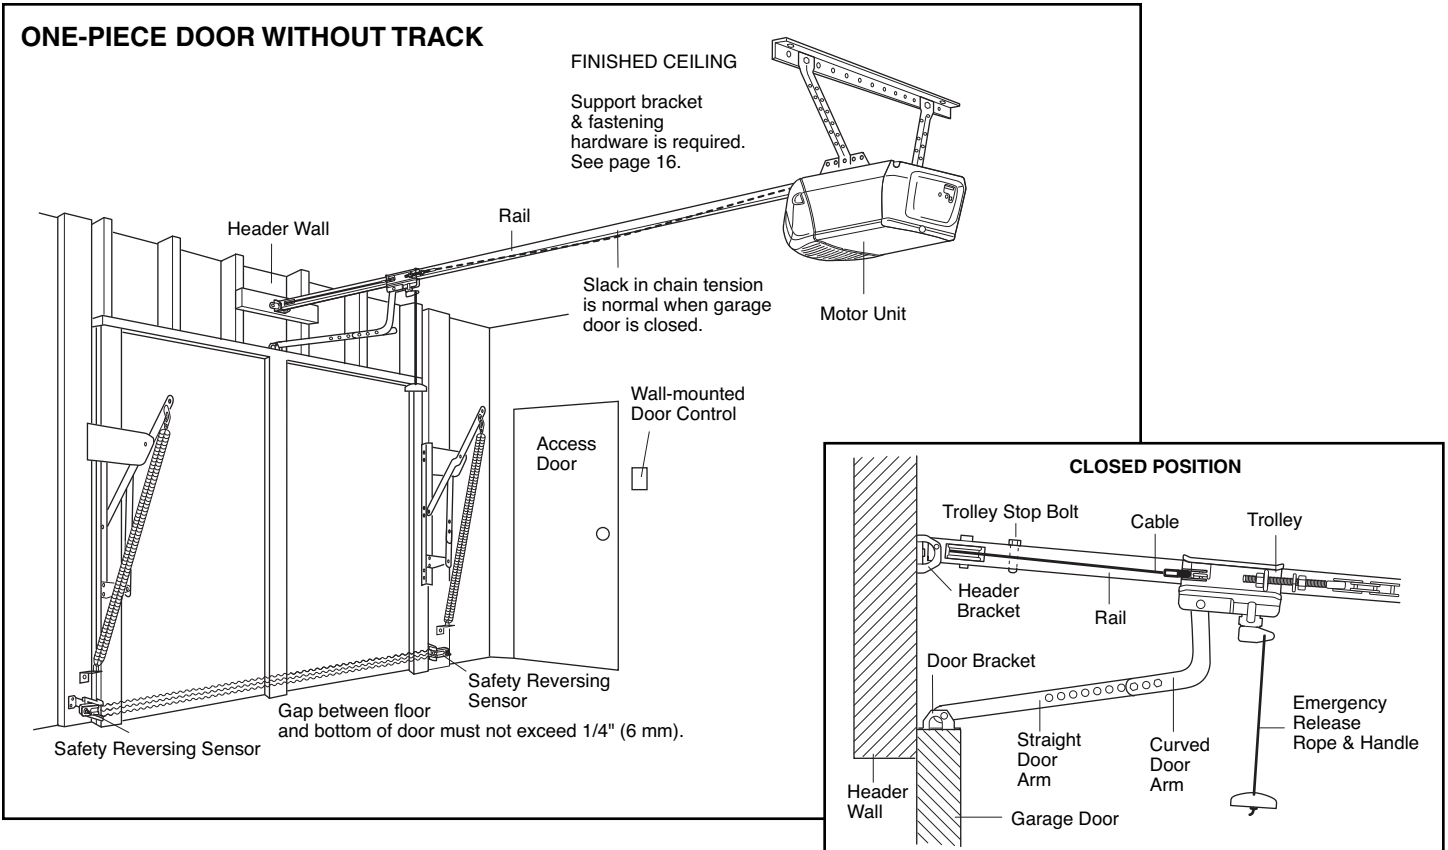 ONE-PIECE DOOR WITHOUT TRACK
FINISHED CEILING
Support bracket
& fastening
hardware is required.
See page 16.
Header Wall
Rail
Slack in chain tension
is normal when garage
door is closed.
Motor Unit
Wall-mounted
Door Control
Access
Door
Safety Reversing
Sensor
Gap between floor
and bottom of door must not exceed 1/4" (6 mm).
Safety Reversing Sensor
CLOSED POSITION
Trolley Stop Bolt
Cable
Trolley
Header
Bracket
Rail
Door Bracket
Straight
Door
Arm
Curved
Door
Arm
Emergency
Release
Rope & Handle
Header
Wall
Garage Door